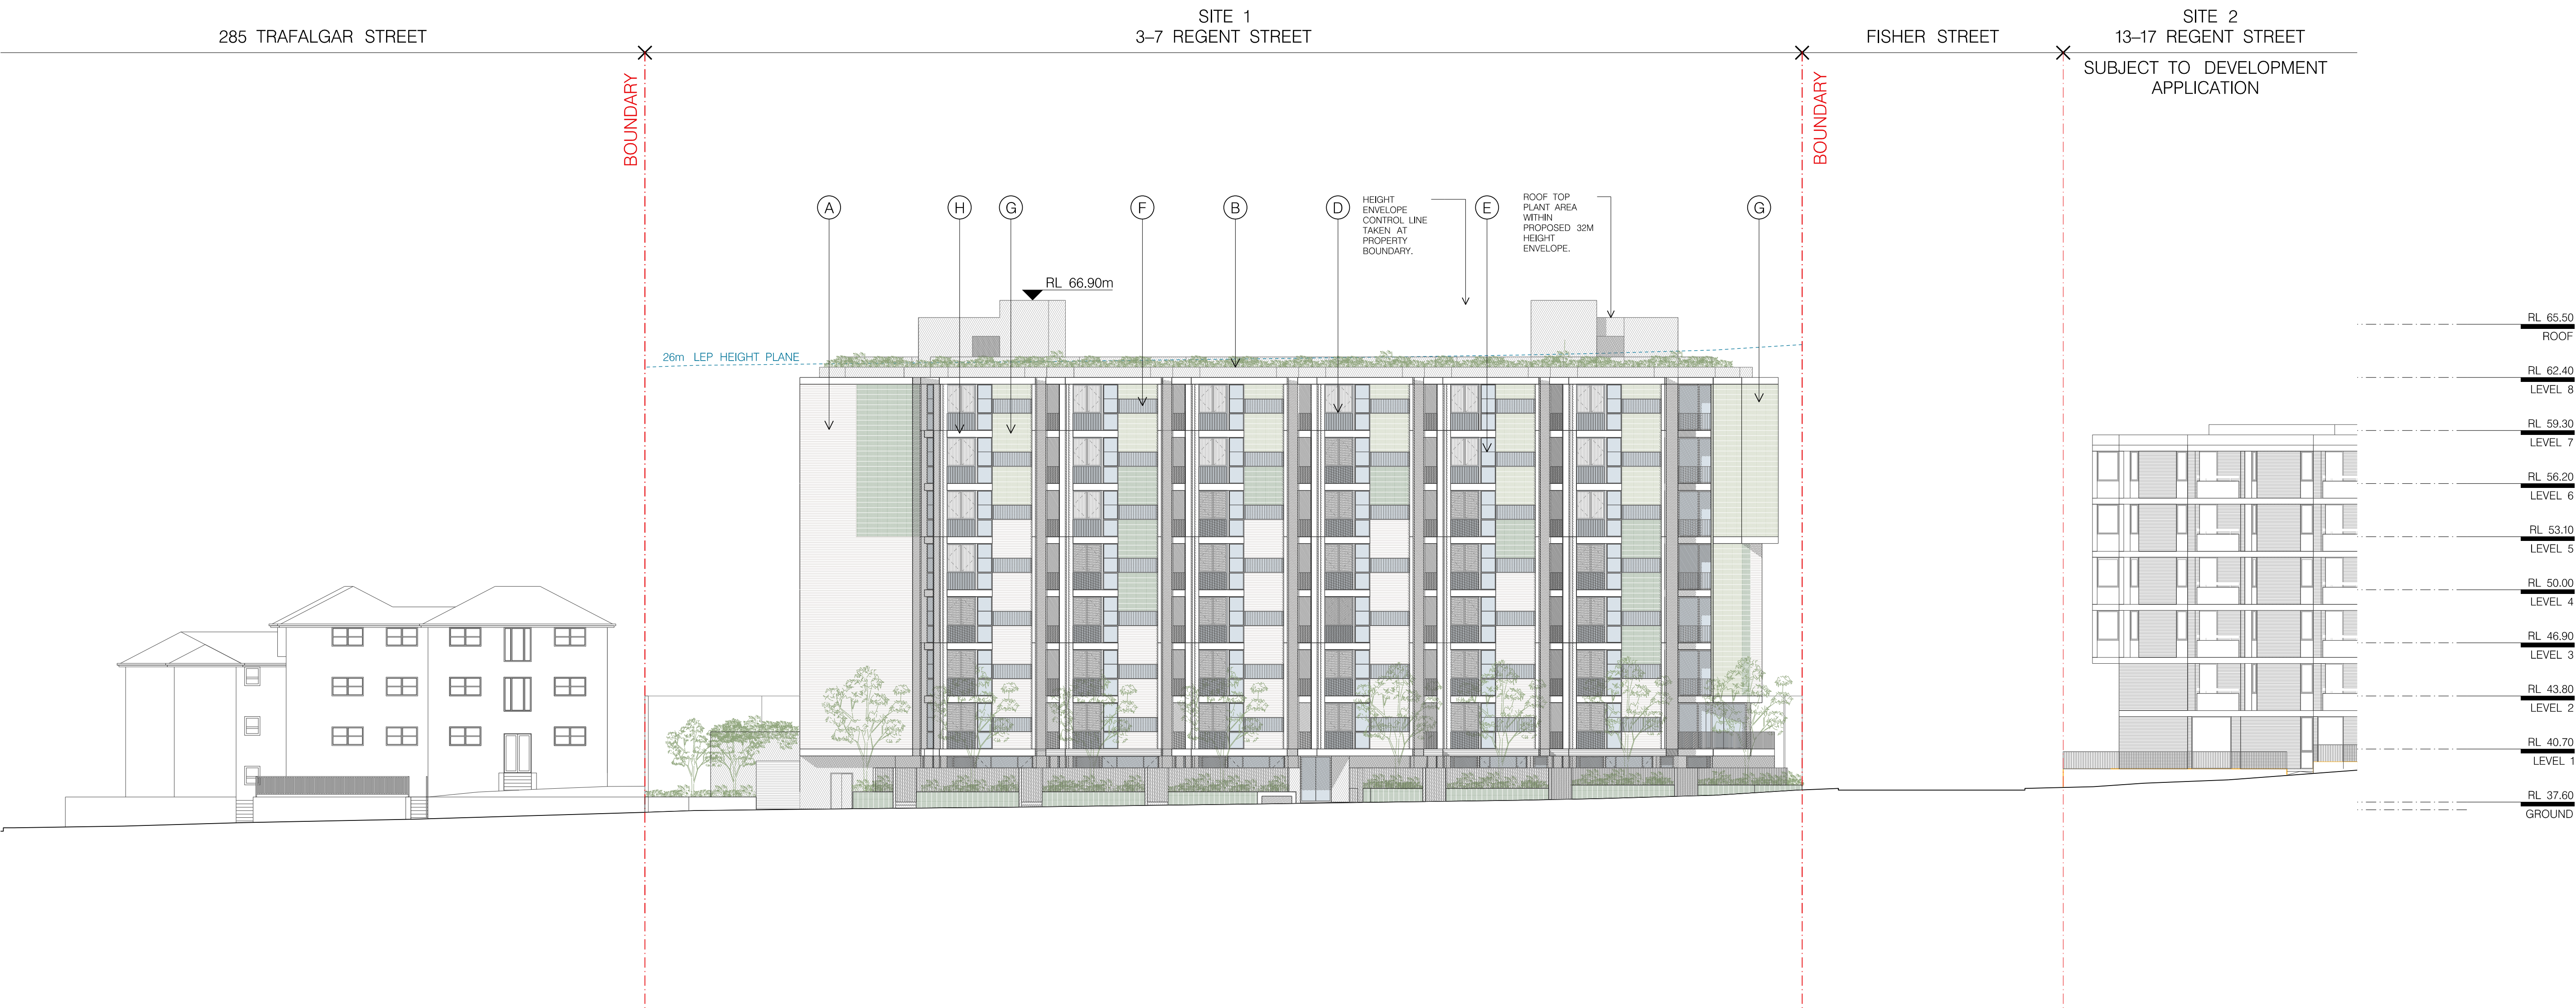 285 TRAFALGAR STREET
SITE 1
3–7 REGENT STREET
FISHER STREET
SITE 2
13–17 REGENT STREET
SUBJECT TO DEVELOPMENT
APPLICATION
BOUNDARY
BOUNDARY
A
H
G
F
B
D
HEIGHT
ENVELOPE
CONTROL LINE
TAKEN AT
PROPERTY
BOUNDARY.
E
ROOF TOP
PLANT AREA
WITHIN
PROPOSED 32M
HEIGHT
ENVELOPE.
G
RL 66.90m
26m LEP HEIGHT PLANE
RL 65.50
ROOF
RL 62.40
LEVEL 8
RL 59.30
LEVEL 7
RL 56.20
LEVEL 6
RL 53.10
LEVEL 5
RL 50.00
LEVEL 4
RL 46.90
LEVEL 3
RL 43.80
LEVEL 2
RL 40.70
LEVEL 1
RL 37.60
GROUND